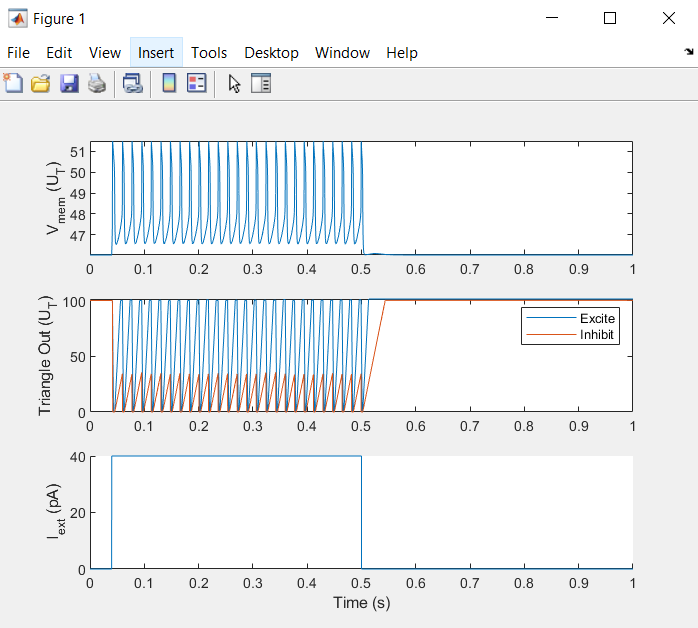 Figure 1
File Edit View Insert Tools Desktop Window Help
V_mem (U_T)
51
50
49
48
47
0 0.1 0.2 0.3 0.4 0.5 0.6 0.7 0.8 0.9 1
Triangle Out (U_T)
100
50
0
Excite
Inhibit
0 0.1 0.2 0.3 0.4 0.5 0.6 0.7 0.8 0.9 1
I_ext (pA)
40
20
0
0 0.1 0.2 0.3 0.4 0.5 0.6 0.7 0.8 0.9 1
Time (s)